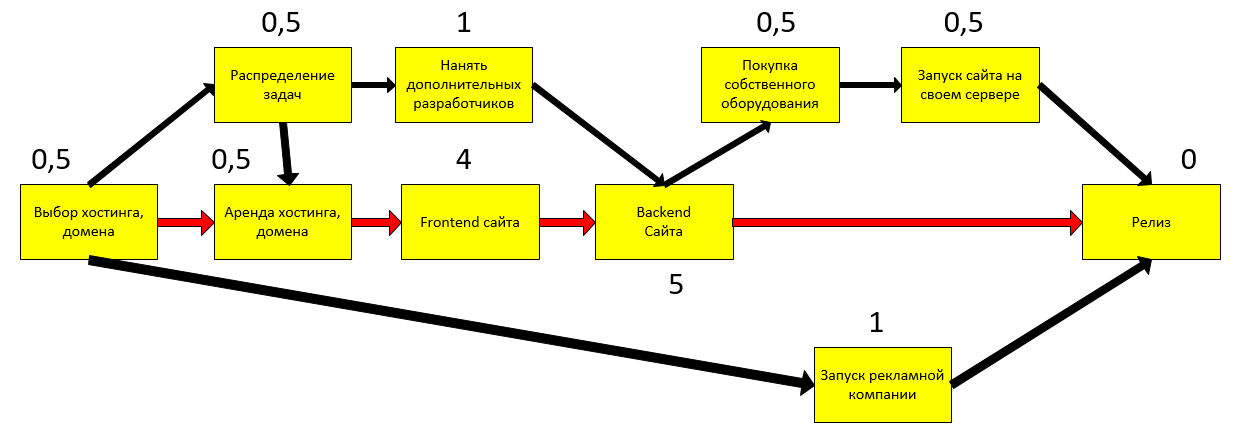 0,5
1
0,5
0,5
Распределение
задач
Нанять
дополнительных
разработчиков
Покупка
собственного
оборудования
Запуск сайта на
своем сервере
0,5
0,5
4
0
Выбор хостинга,
домена
Аренда хостинга,
домена
Frontend сайта
Backend
Сайта
Релиз
5
1
Запуск рекламной
компании